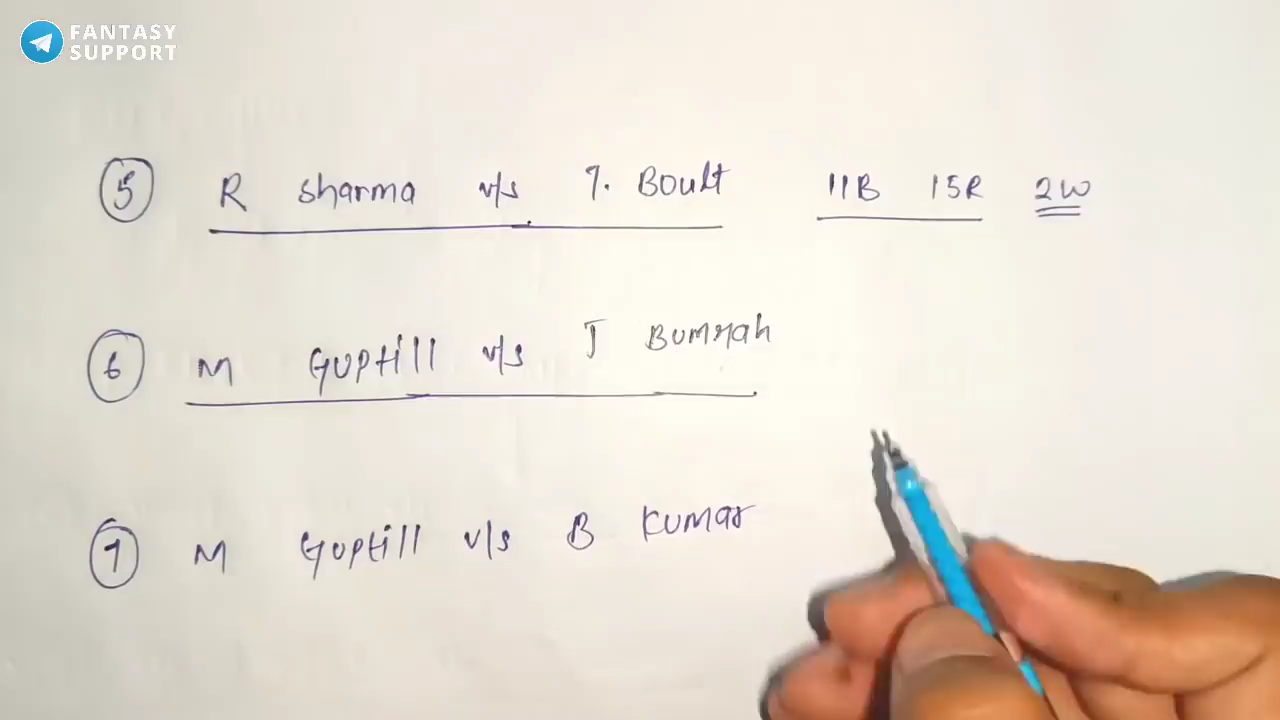 FANTASY
SUPPORT
5 R Sharma v/s T. Boult 11B 15R 2W
6 M Guptill v/s J Bumrah
7 M Guptill v/s B Kumar